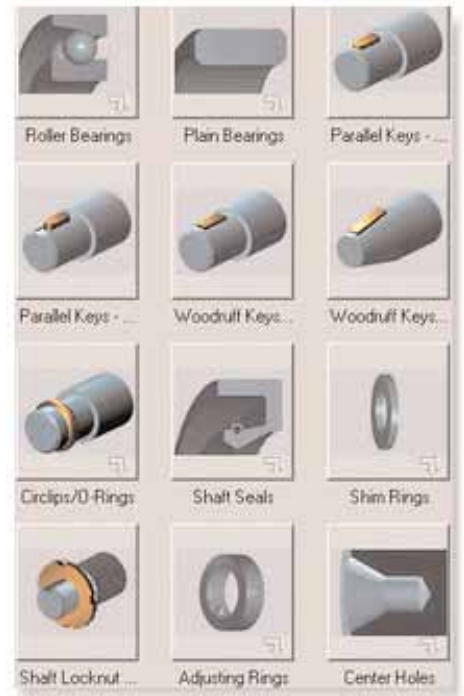 Roller Bearings
Plain Bearings
Parallel Keys - ...
Parallel Keys - ...
Woodruff Keys...
Woodruff Keys...
Circlips/O-Rings
Shaft Seals
Shim Rings
Shaft Locknut ...
Adjusting Rings
Center Holes